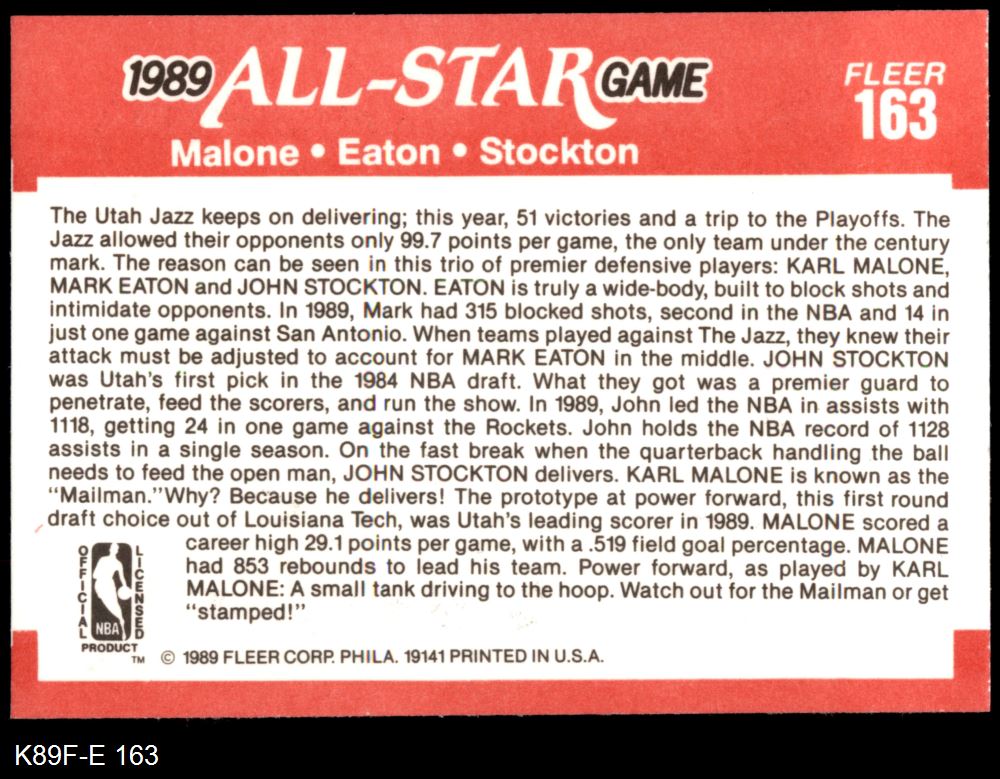 1989 ALL-STAR GAME
FLEER
163
Malone • Eaton • Stockton
The Utah Jazz keeps on delivering; this year, 51 victories and a trip to the Playoffs. The
Jazz allowed their opponents only 99.7 points per game, the only team under the century
mark. The reason can be seen in this trio of premier defensive players: KARL MALONE,
MARK EATON and JOHN STOCKTON. EATON is truly a wide-body, built to block shots and
intimidate opponents. In 1989, Mark had 315 blocked shots, second in the NBA and 14 in
just one game against San Antonio. When teams played against The Jazz, they knew their
attack must be adjusted to account for MARK EATON in the middle. JOHN STOCKTON
was Utah's first pick in the 1984 NBA draft. What they got was a premier guard to
penetrate, feed the scorers, and run the show. In 1989, John led the NBA in assists with
1118, getting 24 in one game against the Rockets. John holds the NBA record of 1128
assists in a single season. On the fast break when the quarterback handling the ball
needs to feed the open man, JOHN STOCKTON delivers. KARL MALONE is known as the
"Mailman."Why? Because he delivers! The prototype at power forward, this first round
draft choice out of Louisiana Tech, was Utah's leading scorer in 1989. MALONE scored a
career high 29.1 points per game, with a .519 field goal percentage. MALONE
had 853 rebounds to lead his team. Power forward, as played by KARL
MALONE: A small tank driving to the hoop. Watch out for the Mailman or get
"stamped!"
OFFICIAL
LICENSED
NBA
PRODUCT
TM
© 1989 FLEER CORP. PHILA. 19141 PRINTED IN U.S.A.
K89F-E 163